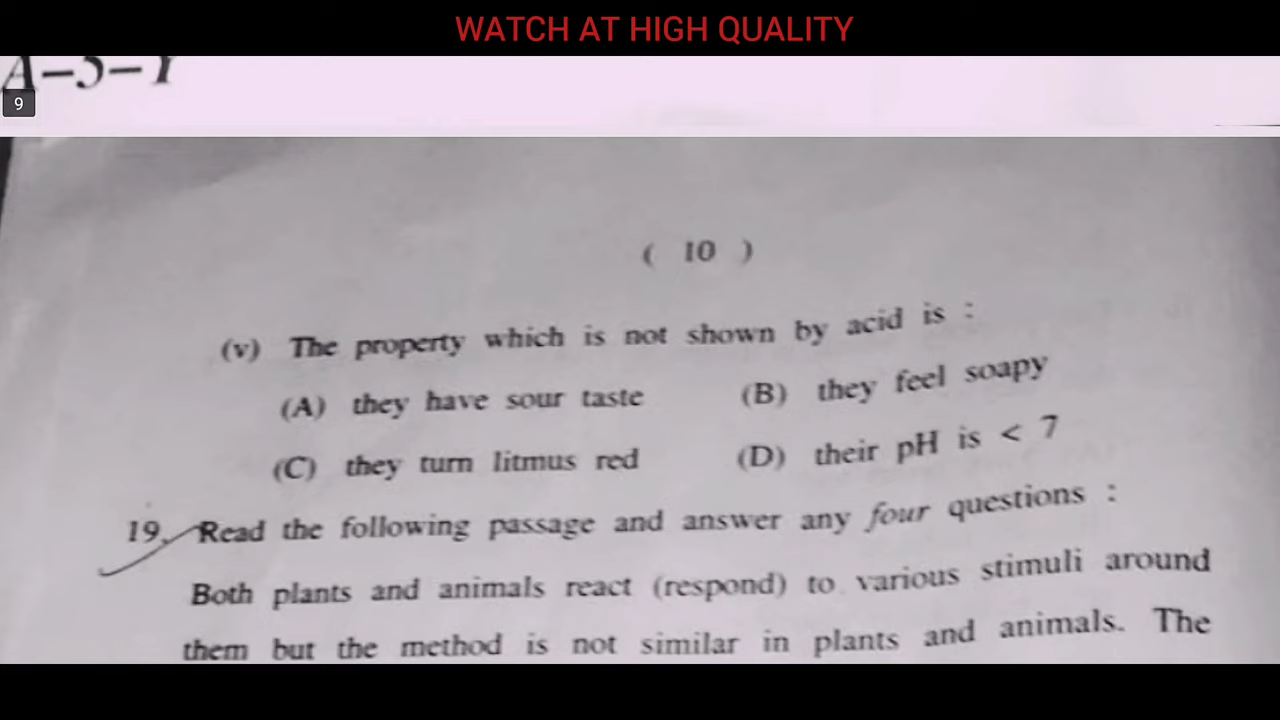 WATCH AT HIGH QUALITY
A-5-Y
9
( 10 )
(v) The property which is not shown by acid is :
(A) they have sour taste (B) they feel soapy
(C) they turn litmus red (D) their pH is < 7
19. Read the following passage and answer any four questions :
Both plants and animals react (respond) to various stimuli around
them but the method is not similar in plants and animals. The